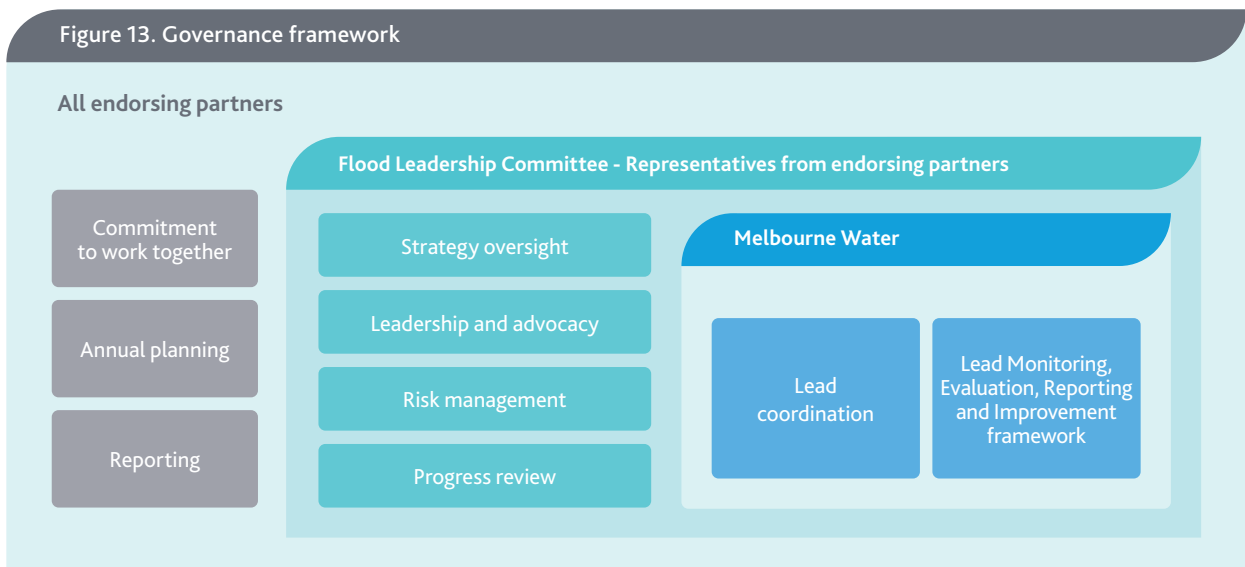 Figure 13. Governance framework
All endorsing partners
Commitment
to work together
Annual planning
Reporting
Flood Leadership Committee - Representatives from endorsing partners
Strategy oversight
Leadership and advocacy
Risk management
Progress review
Melbourne Water
Lead
coordination
Lead Monitoring,
Evaluation, Reporting
and Improvement
framework